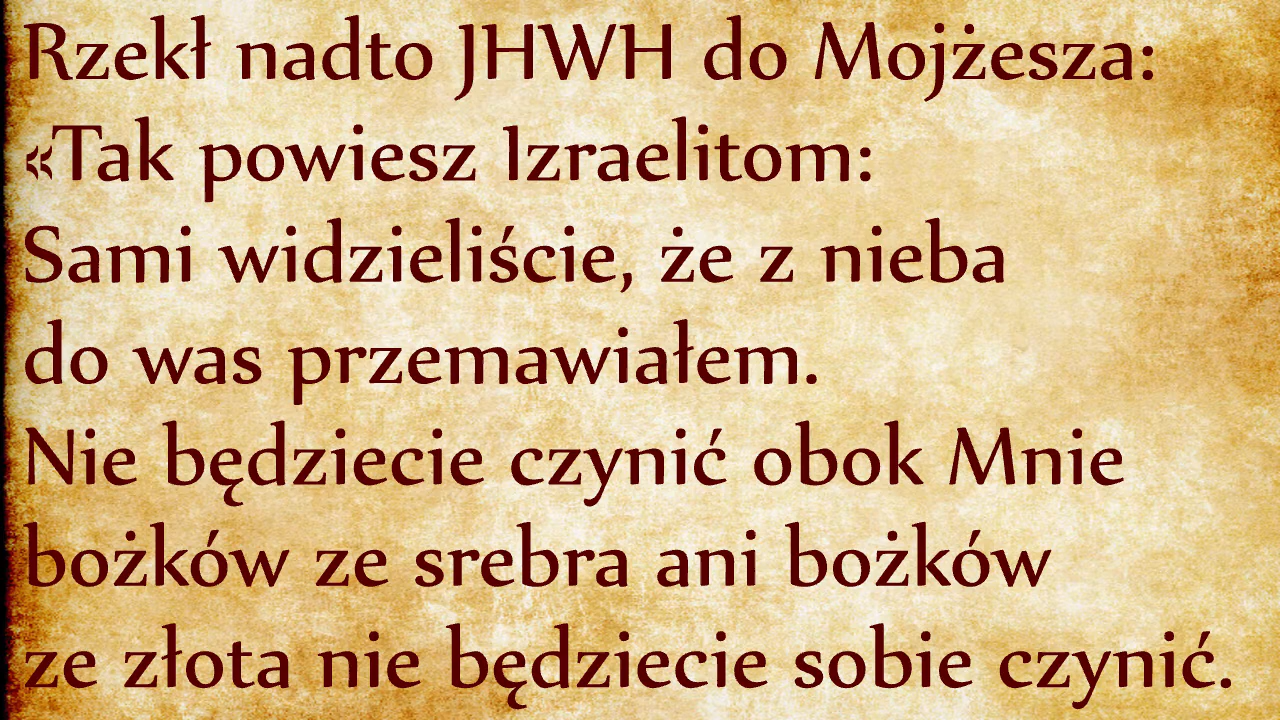 Rzekł nadto JHWH do Mojżesza:
«Tak powiesz Izraelitom:
Sami widzieliście, że z nieba
do was przemawiałem.
Nie będziecie czynić obok Mnie
bożków ze srebra ani bożków
ze złota nie będziecie sobie czynić.